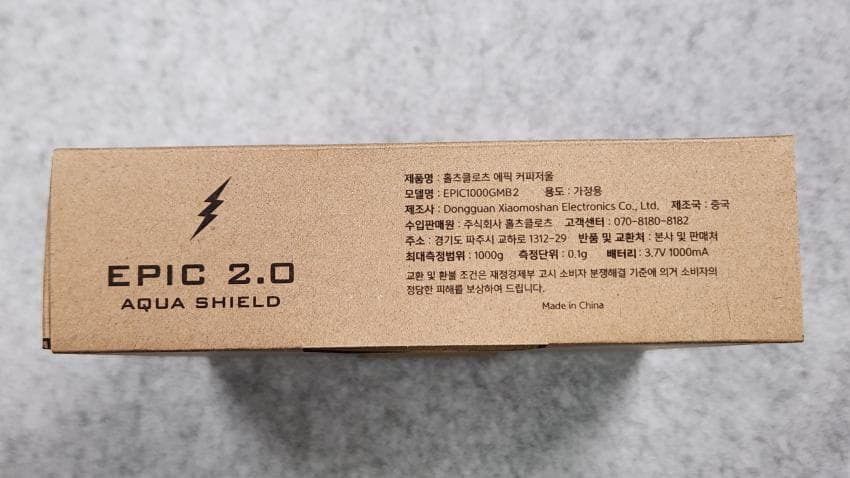 EPIC 2.0
AQUA SHIELD
제품명 : 홀츠클로츠 에픽 커피저울
모델명 : EPIC1000GMB2 용도 : 가정용
제조사 : Dongguan Xiaomoshan Electronics Co., Ltd. 제조국 : 중국
수입판매원 : 주식회사 홀츠클로츠 고객센터 : 070-8180-8182
주소 : 경기도 파주시 교하로 1312-29 반품 및 교환처 : 본사 및 판매처
최대측정범위 : 1000g 측정단위 : 0.1g 배터리 : 3.7V 1000mA
교환 및 환불 조건은 재정경제부 고시 소비자 분쟁해결 기준에 의거 소비자의
정당한 피해를 보상하여 드립니다.
Made in China